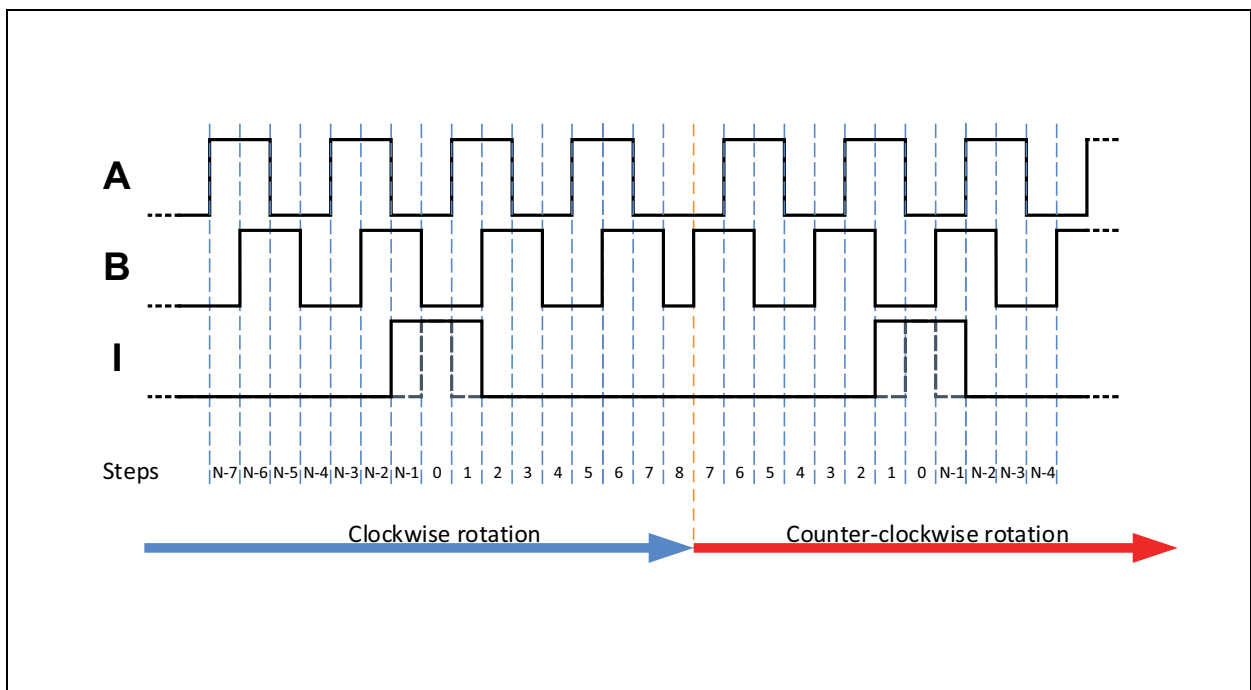 A
B
I
Steps N-7 N-6 N-5 N-4 N-3 N-2 N-1 0 1 2 3 4 5 6 7 8 7 6 5 4 3 2 1 0 N-1 N-2 N-3 N-4
Clockwise rotation Counter-clockwise rotation